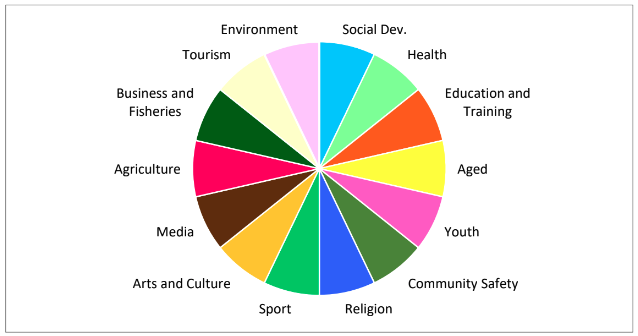 Environment
Social Dev.
Tourism
Health
Business and
Fisheries
Education and
Training
Agriculture
Aged
Media
Youth
Arts and Culture
Community Safety
Sport
Religion